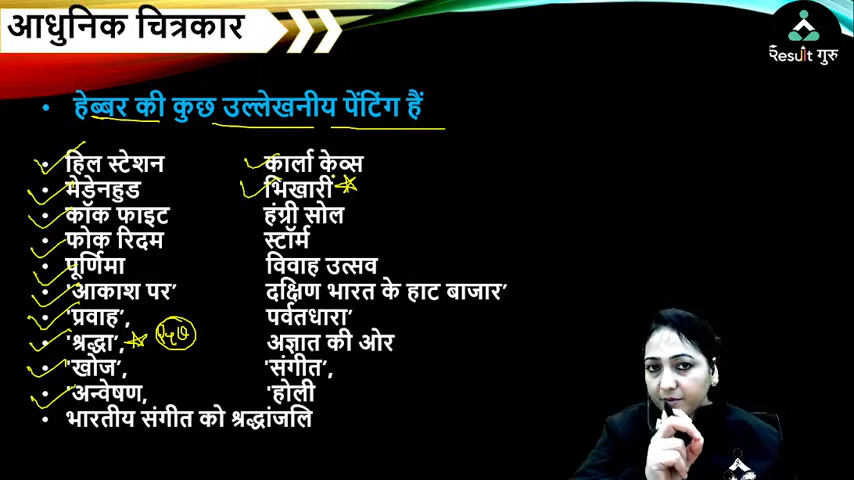 आधुनिक चित्रकार
Result गुरु
• हेब्बर की कुछ उल्लेखनीय पेंटिंग हैं
• हिल स्टेशन कार्ला केव्स
• मेडेनहुड भिखारीं
• कॉक फाइट हंग्री सोल
• फोक रिदम स्टॉर्म
• पूर्णिमा विवाह उत्सव
• 'आकाश पर' दक्षिण भारत के हाट बाजार'
• 'प्रवाह', पर्वतधारा'
• 'श्रद्धा', अज्ञात की ओर
• 'खोज', 'संगीत',
• 'अन्वेषण, 'होली
• भारतीय संगीत को श्रद्धांजलि